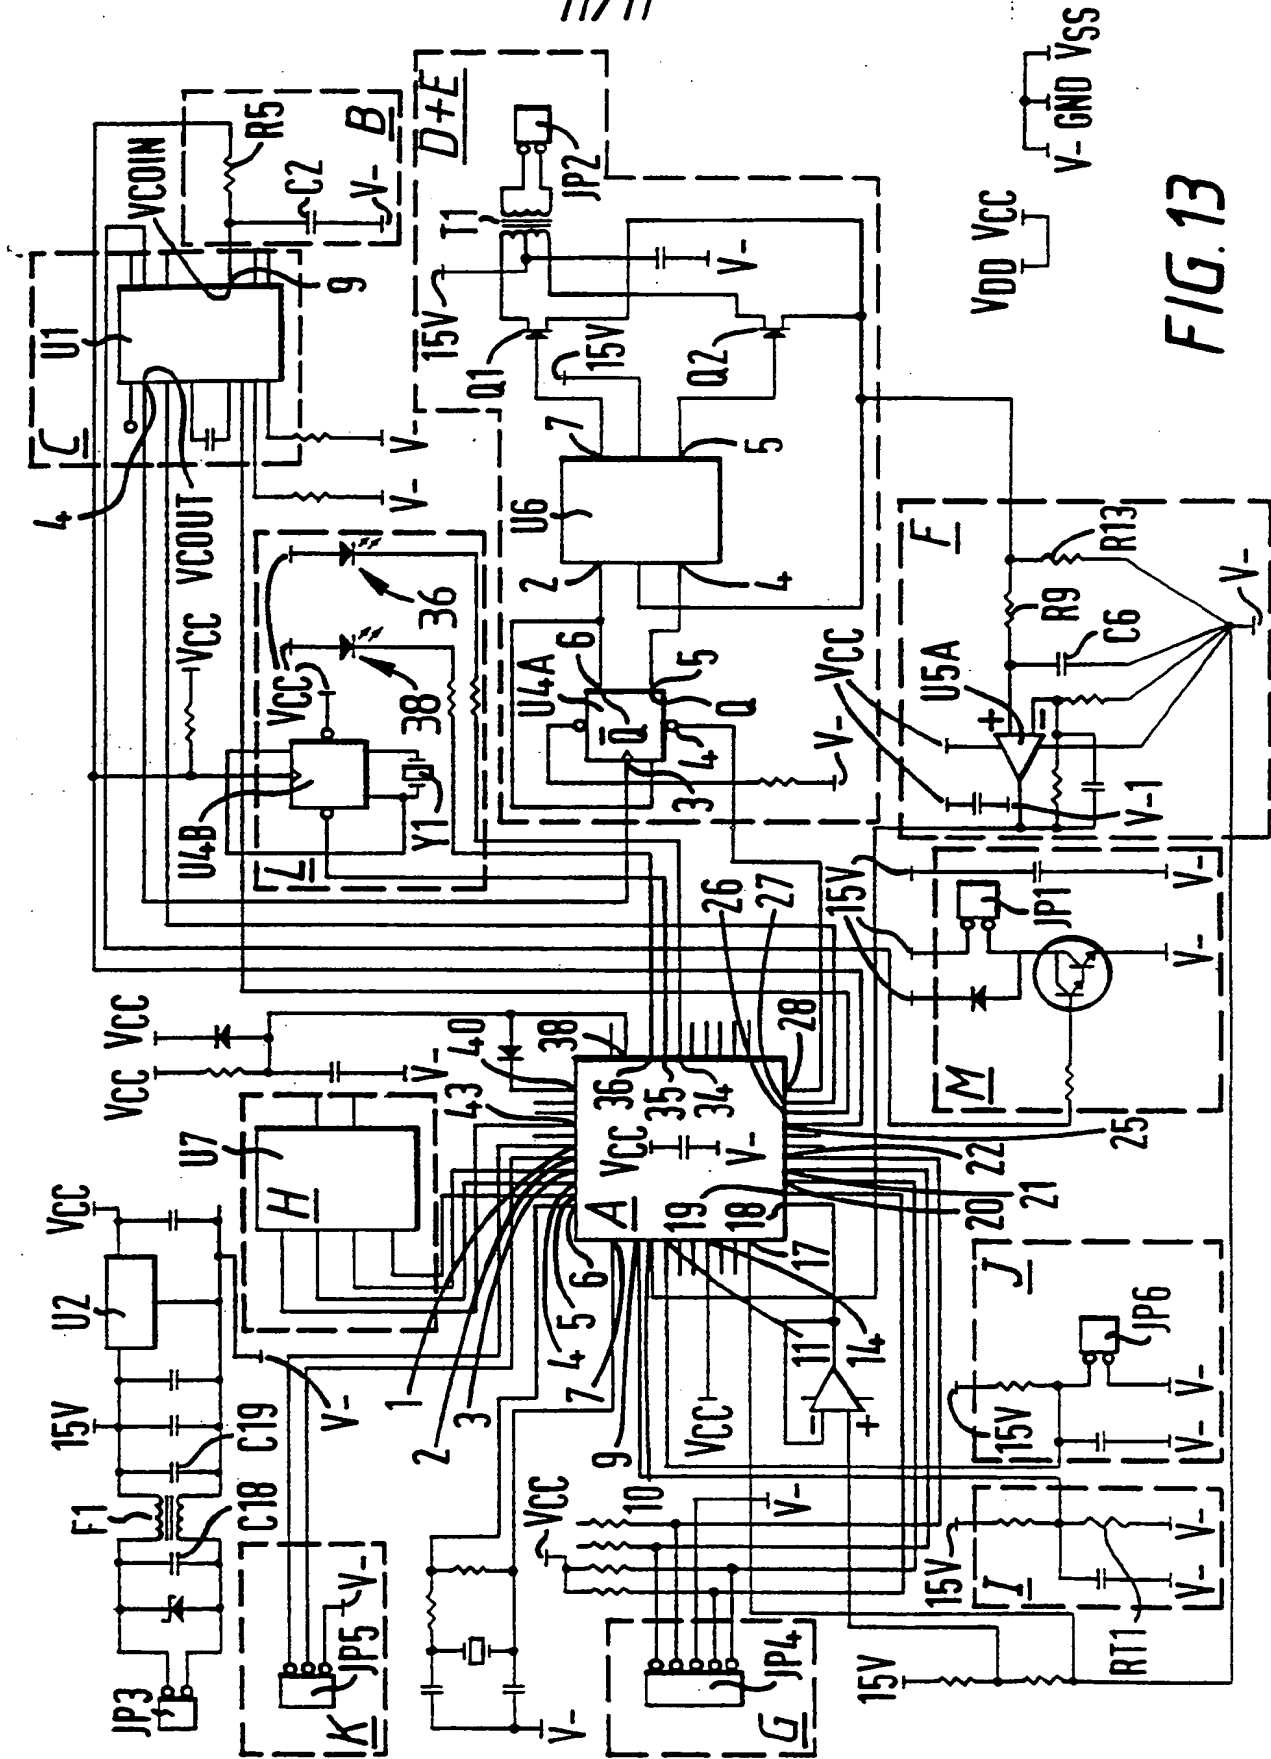 11/11
JP3
F1
C18
C19
15V
U2
VCC
V-
K
JP5
V-
H
U7
VCC
VCC
V-
C
U1
4
VCOUT
VCOIN
9
B
R5
C2
V-
V-
V-
VCC
U4B
VCC
L
Y1
38
36
D+E
T1
JP2
15V
Q1
15V
Q2
V-
U6
7
5
2
4
U4A
6
Q̄
5
Q
4
3
V-
VDD VCC
V- GND VSS
G
JP4
VCC
V-
A
VCC
V-
1
2
3
4
5
6
7
9
10
11
14
17
18
19
20
21
22
25
26
27
28
34
35
36
38
40
43
VCC
-
+
15V
I
15V
RT1
V-
V-
J
15V
JP6
V-
V-
M
15V
JP1
V-
V-
F
VCC
U5A
+
-
R9
R13
C6
V-1
V-
FIG. 13